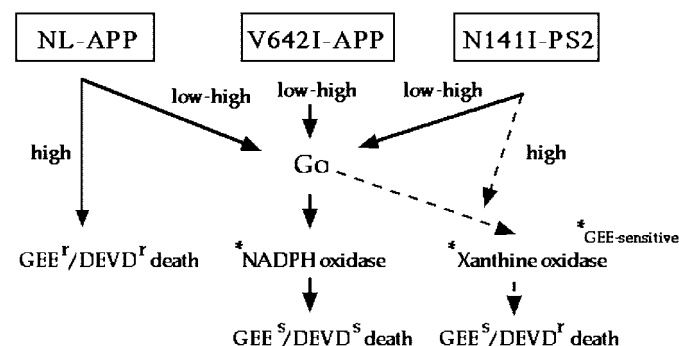 NL-APP V642I-APP N141I-PS2
low-high low-high low-high
high Go high
*GEE-sensitive
GEEʳ/DEVDʳ death *NADPH oxidase *Xanthine oxidase
GEEˢ/DEVDˢ death GEEˢ/DEVDʳ death